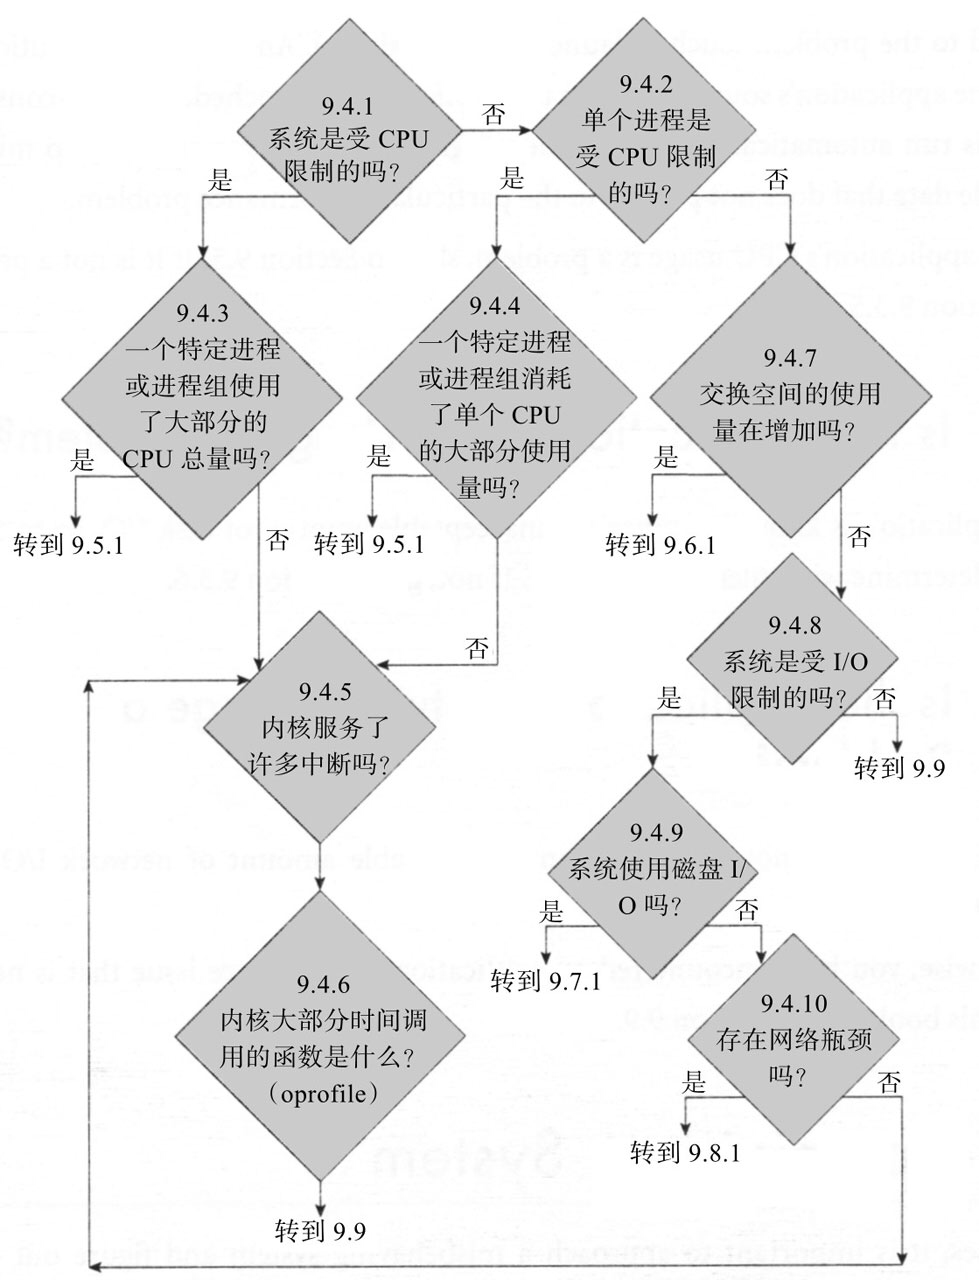 9.4.1
系统是受 CPU
限制的吗？
否
9.4.2
单个进程是
受 CPU 限制
的吗？
是
是
否
9.4.3
一个特定进程
或进程组使用
了大部分的
CPU 总量吗？
9.4.4
一个特定进程
或进程组消耗
了单个 CPU
的大部分使用
量吗？
9.4.7
交换空间的使用
量在增加吗？
是
否
是
是
否
转到 9.5.1
转到 9.5.1
转到 9.6.1
否
9.4.8
系统是受 I/O
限制的吗？
9.4.5
内核服务了
许多中断吗？
是
否
转到 9.9
9.4.9
系统使用磁盘 I/
O 吗？
是
否
转到 9.7.1
9.4.6
内核大部分时间调
用的函数是什么？
（oprofile）
9.4.10
存在网络瓶颈
吗？
是
否
转到 9.8.1
转到 9.9